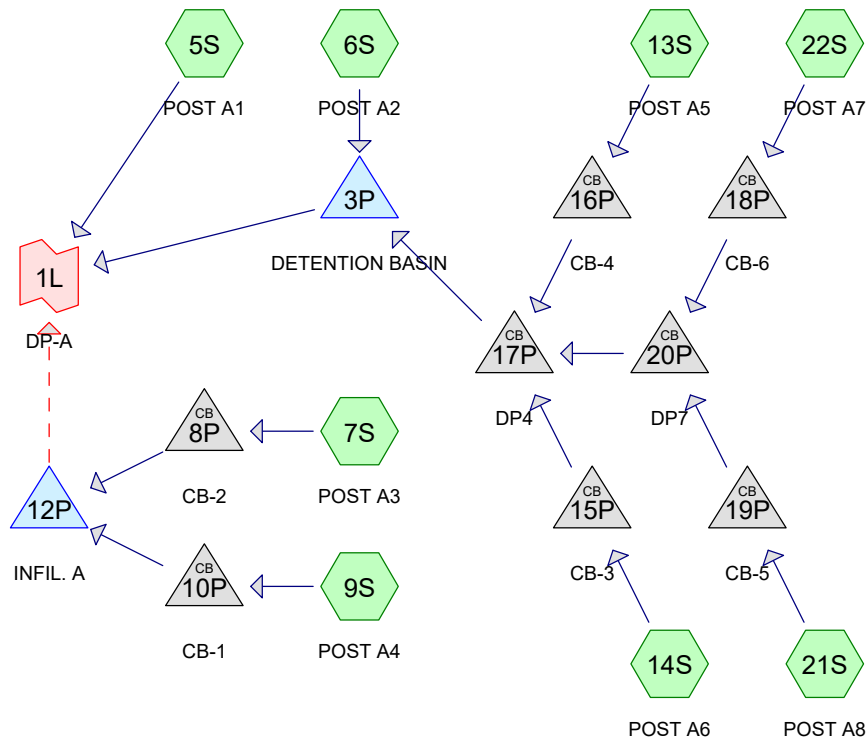 5S
6S
13S
22S
POST A1
POST A2
POST A5
POST A7
CB
16P
CB
18P
3P
DETENTION BASIN
CB-4
CB-6
1L
DP-A
CB
17P
CB
20P
DP4
DP7
CB
8P
7S
CB-2
POST A3
12P
CB
15P
CB
19P
INFIL. A
CB-3
CB-5
CB
10P
9S
CB-1
POST A4
14S
21S
POST A6
POST A8